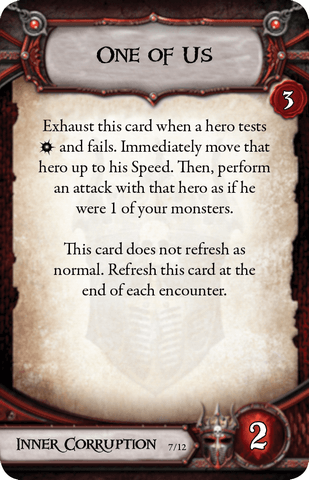 One of Us
3
Exhaust this card when a hero tests
and fails. Immediately move that
hero up to his Speed. Then, perform
an attack with that hero as if he
were 1 of your monsters.
This card does not refresh as
normal. Refresh this card at the
end of each encounter.
Inner Corruption 7/12
2